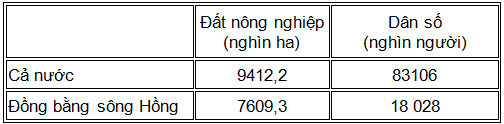 Đất nông nghiệp
(nghìn ha)
Dân số
(nghìn người)
Cả nước 9412,2 83106
Đồng bằng sông Hồng 7609,3 18 028